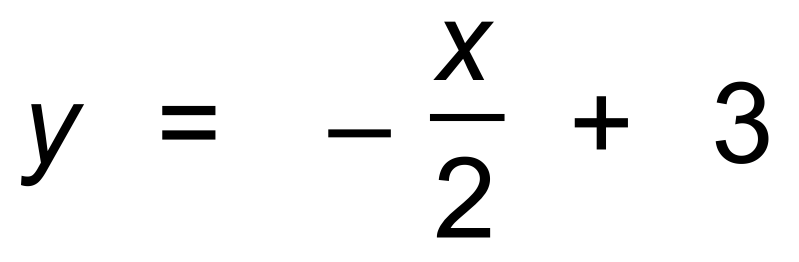 y = − x/2 + 3